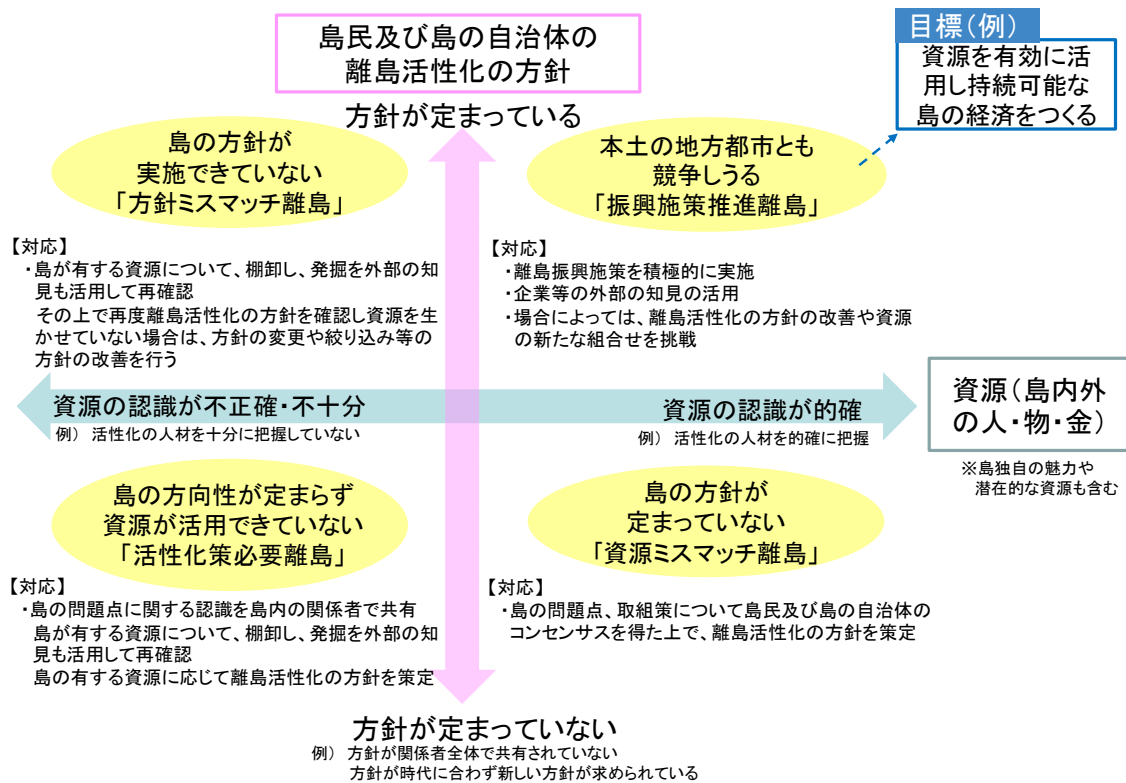 島民及び島の自治体の
離島活性化の方針
目標(例)
資源を有効に活
用し持続可能な
島の経済をつくる
方針が定まっている
島の方針が
実施できていない
「方針ミスマッチ離島」
本土の地方都市とも
競争しうる
「振興施策推進離島」
【対応】
・島が有する資源について、棚卸し、発掘を外部の知
見も活用して再確認
その上で再度離島活性化の方針を確認し資源を生
かせていない場合は、方針の変更や絞り込み等の
方針の改善を行う
【対応】
・離島振興施策を積極的に実施
・企業等の外部の知見の活用
・場合によっては、離島活性化の方針の改善や資源
の新たな組合せを挑戦
資源の認識が不正確・不十分
例) 活性化の人材を十分に把握していない
資源の認識が的確
例) 活性化の人材を的確に把握
資源(島内外
の人・物・金)
※島独自の魅力や
潜在的な資源も含む
島の方向性が定まらず
資源が活用できていない
「活性化策必要離島」
島の方針が
定まっていない
「資源ミスマッチ離島」
【対応】
・島の問題点に関する認識を島内の関係者で共有
島が有する資源について、棚卸し、発掘を外部の知
見も活用して再確認
島の有する資源に応じて離島活性化の方針を策定
【対応】
・島の問題点、取組策について島民及び島の自治体の
コンセンサスを得た上で、離島活性化の方針を策定
方針が定まっていない
例) 方針が関係者全体で共有されていない
方針が時代に合わず新しい方針が求められている